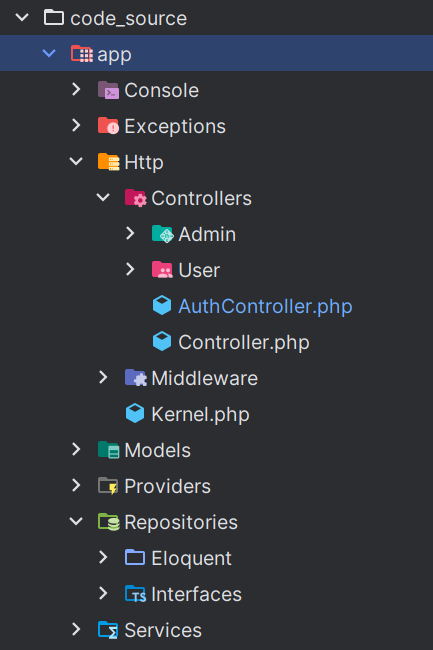 code_source
app
Console
Exceptions
Http
Controllers
Admin
User
AuthController.php
Controller.php
Middleware
Kernel.php
Models
Providers
Repositories
Eloquent
TS Interfaces
Services